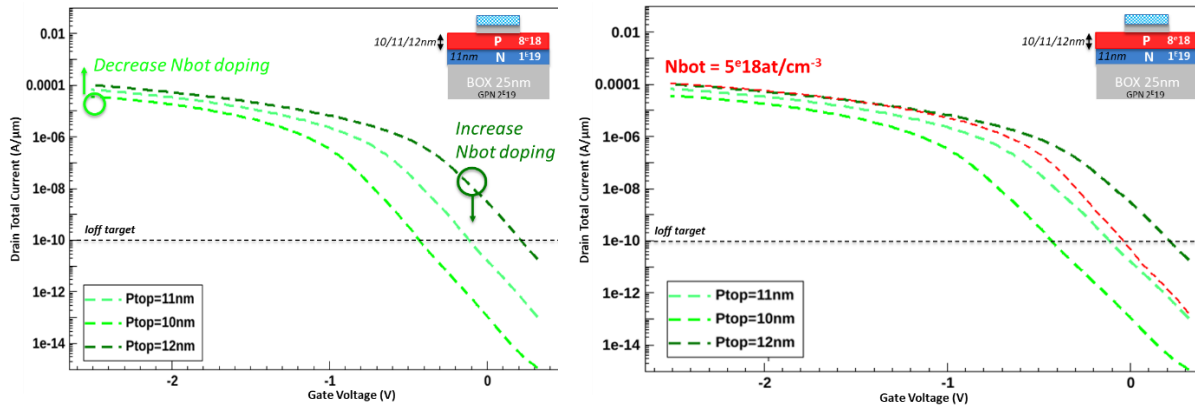 Drain Total Current (A/µm)
0.01
0.0001
1e-06
1e-08
1e-10
1e-12
1e-14
Decrease Nbot doping
Increase
Nbot doping
10/11/12nm
P 8ᵉ18
11nm N 1ᴱ19
BOX 25nm
GPN 2ᴱ19
Ioff target
Ptop=11nm
Ptop=10nm
Ptop=12nm
-2
-1
0
Gate Voltage (V)
Drain Total Current (A/µm)
0.01
0.0001
1e-06
1e-08
1e-10
1e-12
1e-14
Nbot = 5ᵉ18at/cm⁻³
10/11/12nm
P 8ᵉ18
11nm N 1ᴱ19
BOX 25nm
GPN 2ᴱ19
Ioff target
Ptop=11nm
Ptop=10nm
Ptop=12nm
-2
-1
0
Gate Voltage (V)